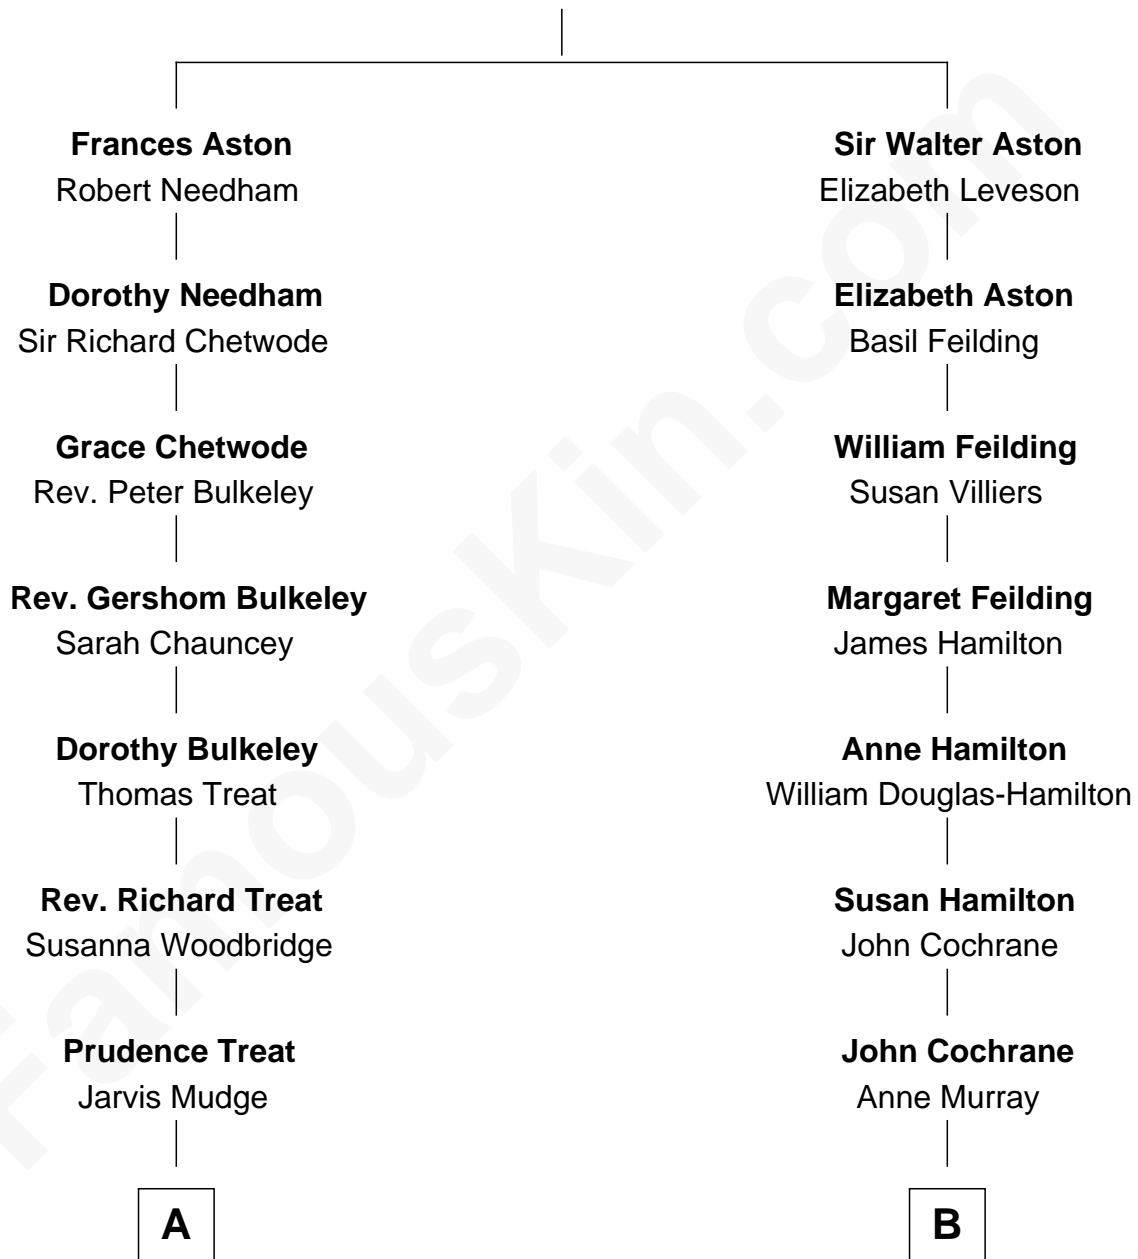 Frances Aston
Robert Needham
Dorothy Needham
Sir Richard Chetwode
Grace Chetwode
Rev. Peter Bulkeley
Rev. Gershom Bulkeley
Sarah Chauncey
Dorothy Bulkeley
Thomas Treat
Rev. Richard Treat
Susanna Woodbridge
Prudence Treat
Jarvis Mudge
A
Sir Walter Aston
Elizabeth Leveson
Elizabeth Aston
Basil Feilding
William Feilding
Susan Villiers
Margaret Feilding
James Hamilton
Anne Hamilton
William Douglas-Hamilton
Susan Hamilton
John Cochrane
John Cochrane
Anne Murray
B
FamousKin.com